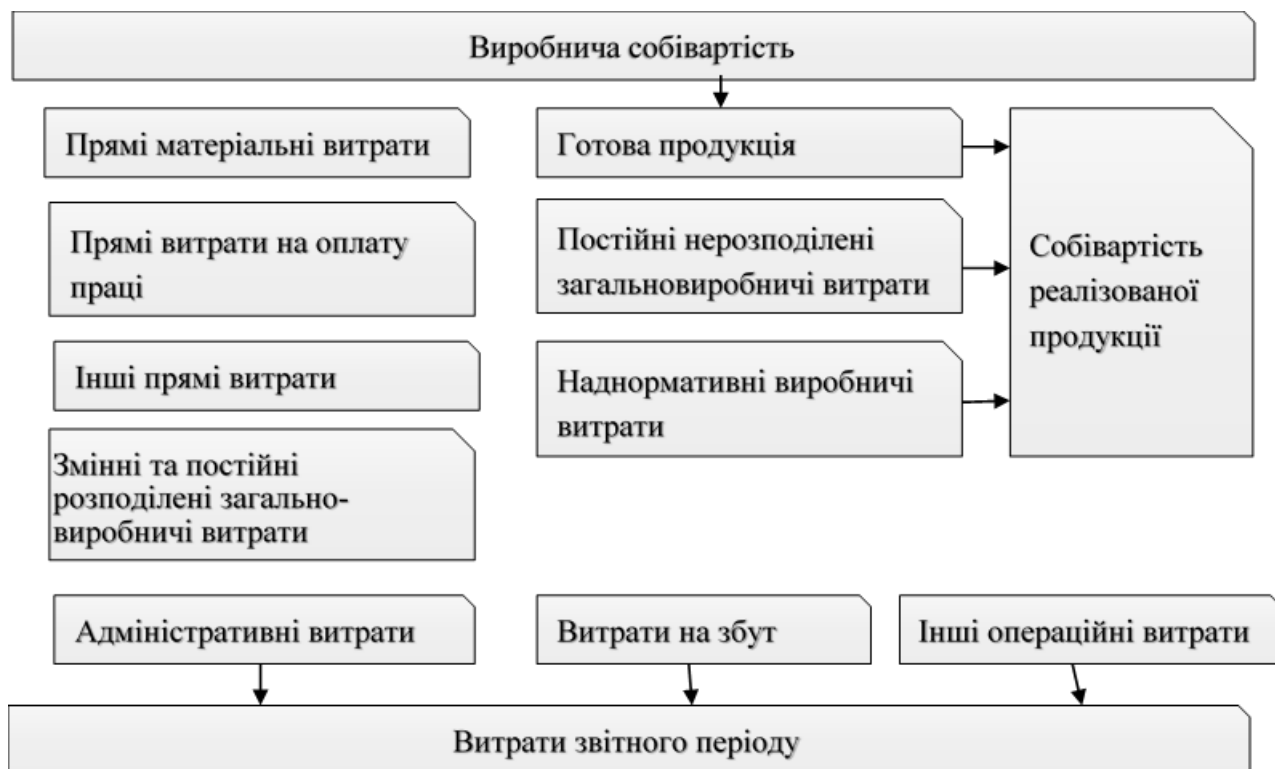 Виробнича собівартість
Прямі матеріальні витрати
Готова продукція
Прямі витрати на оплату
праці
Постійні нерозподілені
загальновиробничі витрати
Собівартість
реалізованої
продукції
Інші прямі витрати
Наднормативні виробничі
витрати
Змінні та постійні
розподілені загально-
виробничі витрати
Адміністративні витрати
Витрати на збут
Інші операційні витрати
Витрати звітного періоду